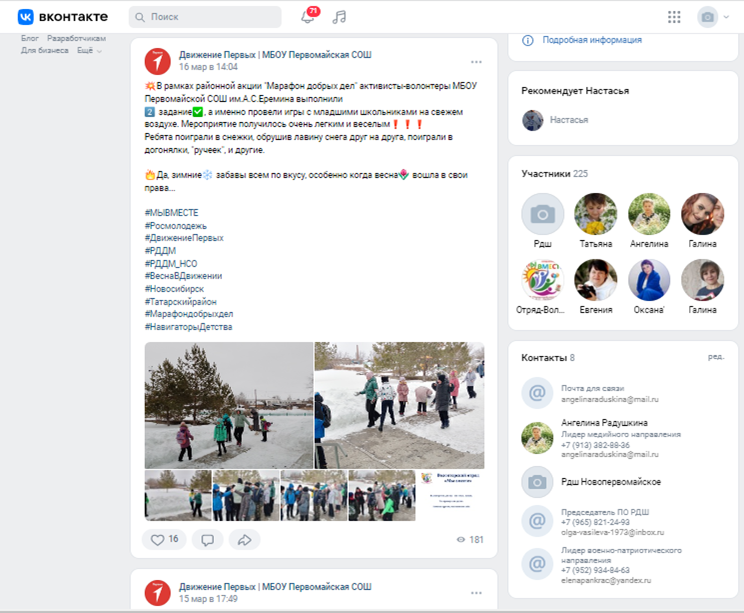 вконтакте
Поиск
71
Блог Разработчикам
Для бизнеса Ещё
Движение Первых | МБОУ Первомайская СОШ
16 мар в 14:04
💥В рамках районной акции "Марафон добрых дел" активисты-волонтеры МБОУ
Первомайской СОШ им.А.С.Еремина выполнили
2️⃣ задание✅, а именно провели игры с младшими школьниками на свежем
воздухе. Мероприятие получилось очень легким и веселым❗❗❗
Ребята поиграли в снежки, обрушив лавину снега друг на друга, поиграли в
догонялки, "ручеек", и другие.
🔥Да, зимние❄ забавы всем по вкусу, особенно когда весна🌷 вошла в свои
права...
#МЫВМЕСТЕ
#Росмолодежь
#ДвижениеПервых
#РДДМ
#РДДМ_НСО
#ВеснаВДвижении
#Новосибирск
#Татарскийрайон
#Марафондобрыхдел
#НавигаторыДетства
16
181
Движение Первых | МБОУ Первомайская СОШ
15 мар в 17:49
Подробная информация
Рекомендует Настасья
Настасья
Участники 225
Рдш Татьяна Ангелина Галина
Отряд-Вол... Евгения Оксана' Галина
Контакты 8
ред.
Почта для связи
angelinaraduskina@mail.ru
Ангелина Радушкина
Лидер медийного направления
+7 (913) 382-88-36
angelinaraduskina@mail.ru
Рдш Новопервомайское
Председатель ПО РДШ
+7 (965) 821-24-93
olga-vasileva-1973@inbox.ru
Лидер военно-патриотического
направления
+7 (952) 934-84-63
elenapankrac@yandex.ru